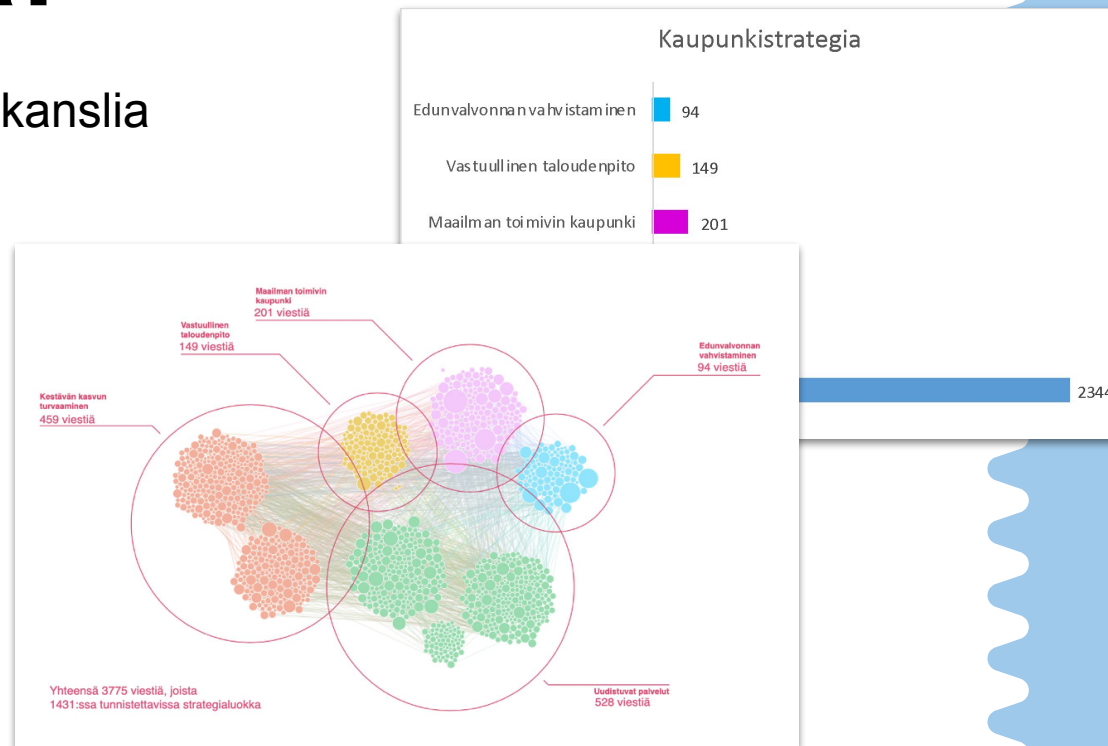 kanslia
Kaupunkistrategia
Edunvalvonnan vahvistaminen
94
Vastuullinen taloudenpito
149
Maailman toimivin kaupunki
201
2344
Maailman toimivin
kaupunki
201 viestiä
Vastuullinen
taloudenpito
149 viestiä
Edunvalvonnan
vahvistaminen
94 viestiä
Kestävän kasvun
turvaaminen
459 viestiä
Uudistuvat palvelut
528 viestiä
Yhteensä 3775 viestiä, joista
1431:ssa tunnistettavissa strategialuokka